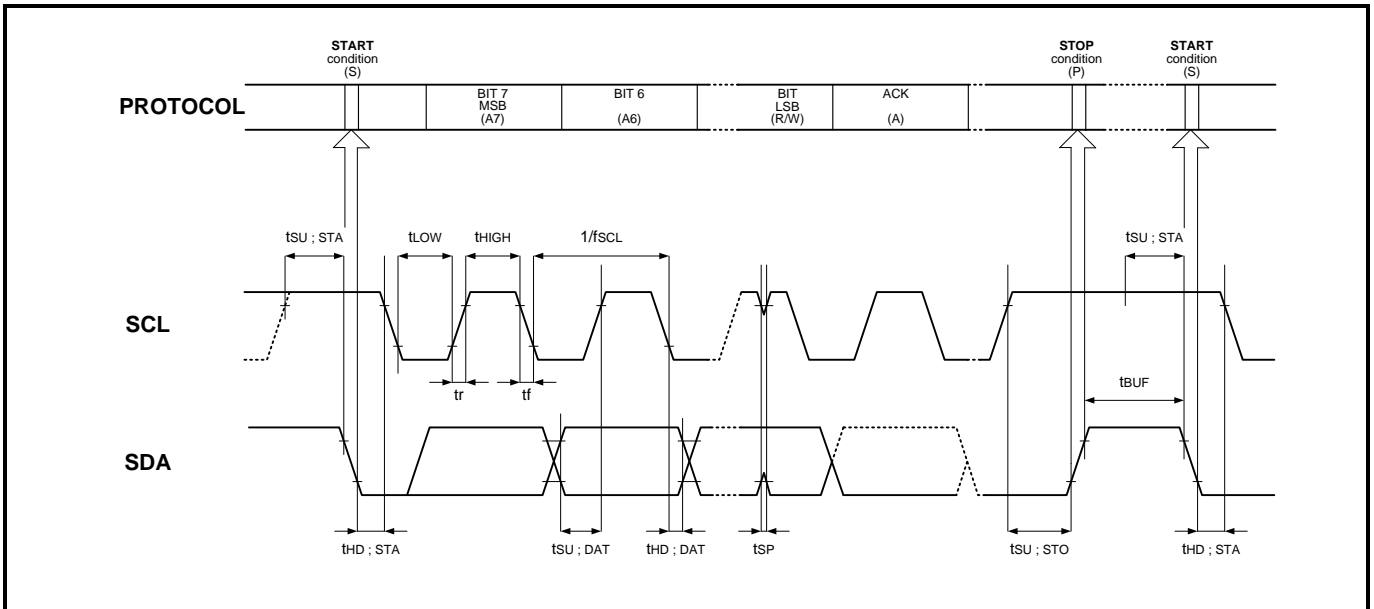 START
condition
(S)
STOP
condition
(P)
START
condition
(S)
PROTOCOL
BIT 7
MSB
(A7)
BIT 6
(A6)
BIT
LSB
(R/W)
ACK
(A)
tSU ; STA
tLOW
tHIGH
1/fSCL
tSU ; STA
SCL
tr
tf
tBUF
SDA
tHD ; STA
tSU ; DAT
tHD ; DAT
tSP
tSU ; STO
tHD ; STA